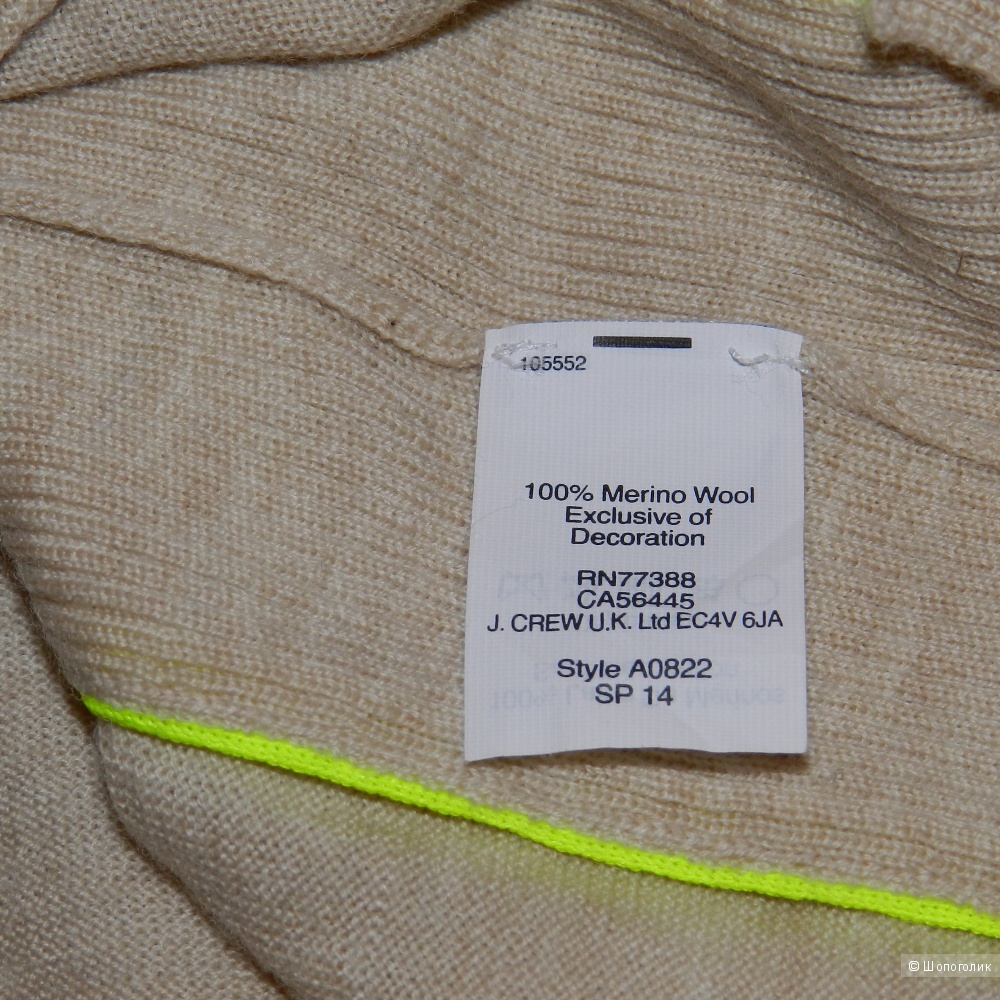 105552
100% Merino Wool
Exclusive of
Decoration
RN77388
CA56445
J. CREW U.K. Ltd EC4V 6JA
Style A0822
SP 14
© Шопоголик